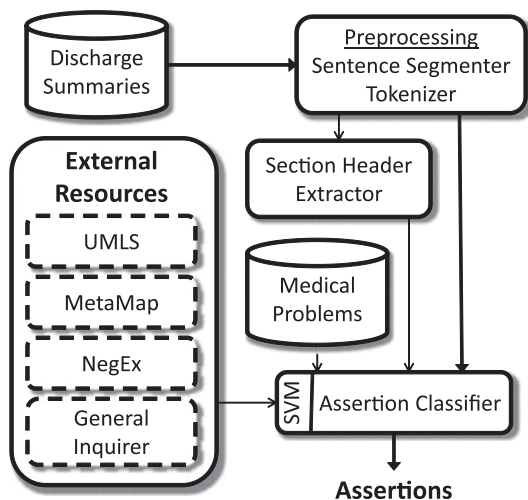 Discharge
Summaries
Preprocessing
Sentence Segmenter
Tokenizer
External
Resources
UMLS
MetaMap
NegEx
General
Inquirer
Section Header
Extractor
Medical
Problems
SVM
Assertion Classifier
Assertions